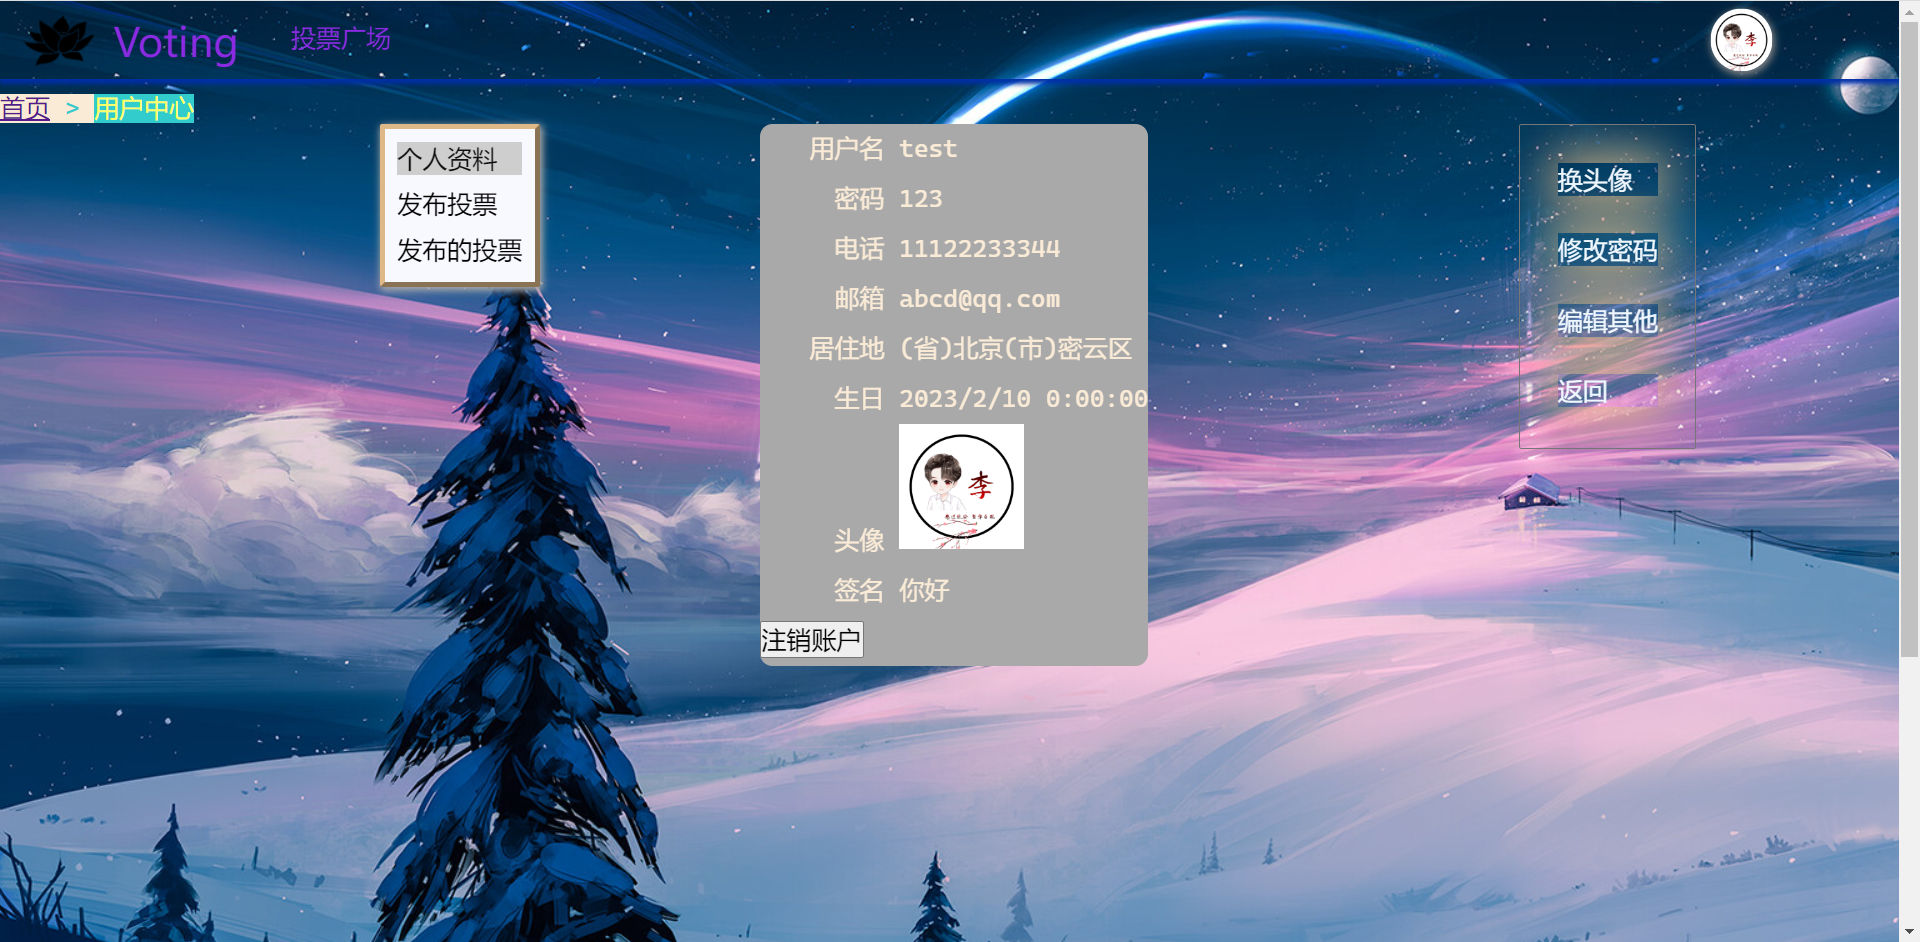 Voting 投票广场
李
首页 > 用户中心
个人资料
发布投票
发布的投票
用户名 test
密码 123
电话 11122233344
邮箱 abcd@qq.com
居住地 (省)北京(市)密云区
生日 2023/2/10 0:00:00
李
头像
签名 你好
注销账户
换头像
修改密码
编辑其他
返回